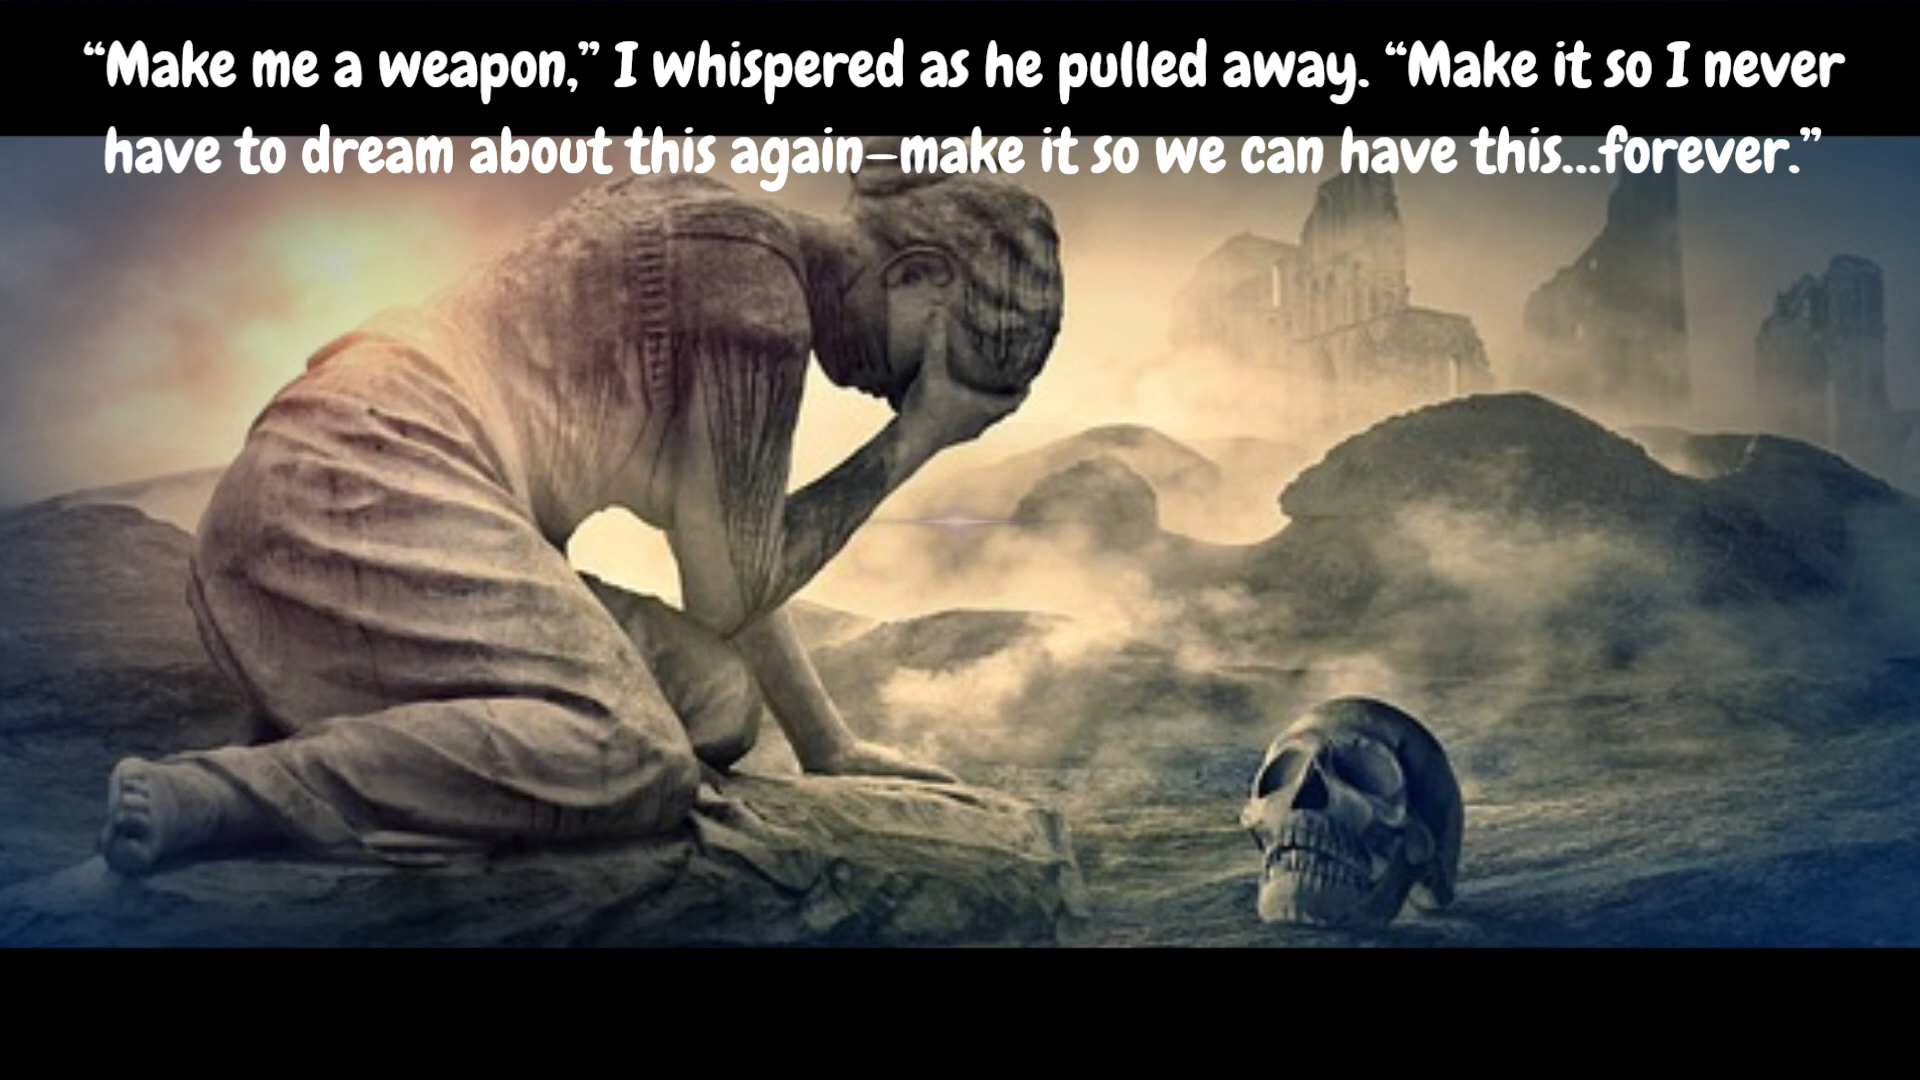 “Make me a weapon,” I whispered as he pulled away. “Make it so I never
have to dream about this again—make it so we can have this...forever.”